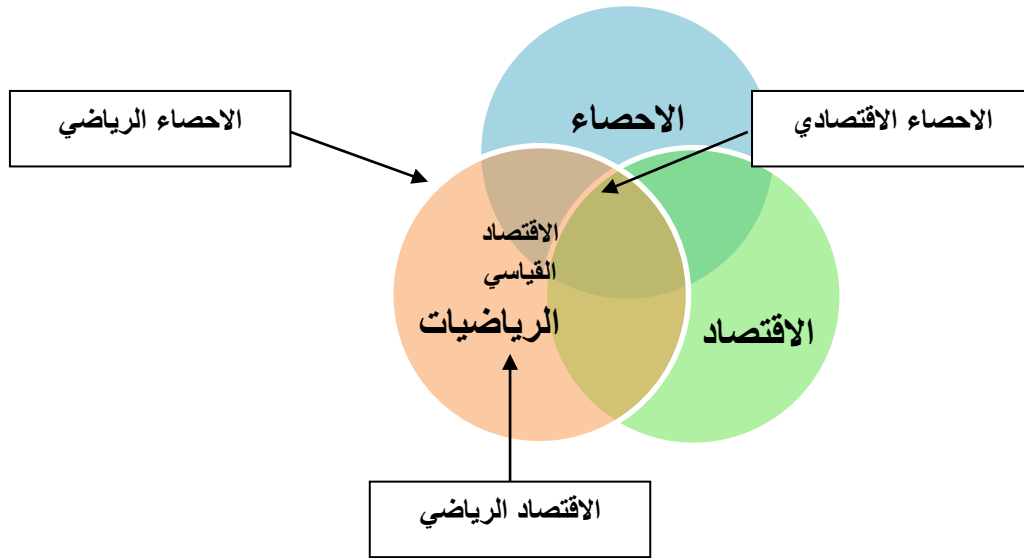 الاحصاء
الاحصاء الاقتصادي
الاحصاء الرياضي
الاقتصاد
القياسي
الرياضيات
الاقتصاد
الاقتصاد الرياضي